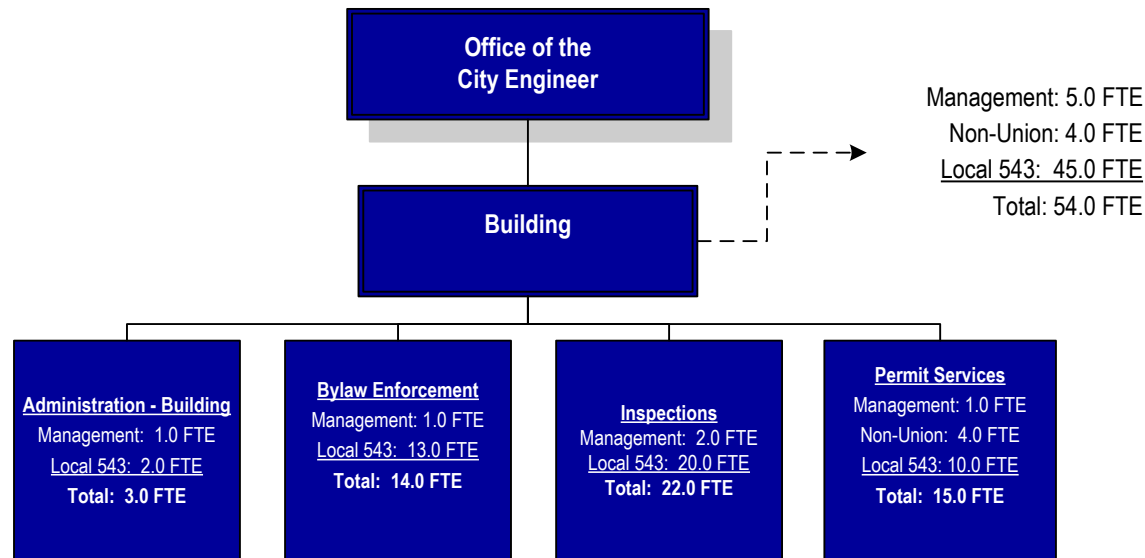 Office of the
City Engineer
Management: 5.0 FTE
Non-Union: 4.0 FTE
Local 543: 45.0 FTE
Total: 54.0 FTE
Building
Administration - Building
Management: 1.0 FTE
Local 543: 2.0 FTE
Total: 3.0 FTE
Bylaw Enforcement
Management: 1.0 FTE
Local 543: 13.0 FTE
Total: 14.0 FTE
Inspections
Management: 2.0 FTE
Local 543: 20.0 FTE
Total: 22.0 FTE
Permit Services
Management: 1.0 FTE
Non-Union: 4.0 FTE
Local 543: 10.0 FTE
Total: 15.0 FTE